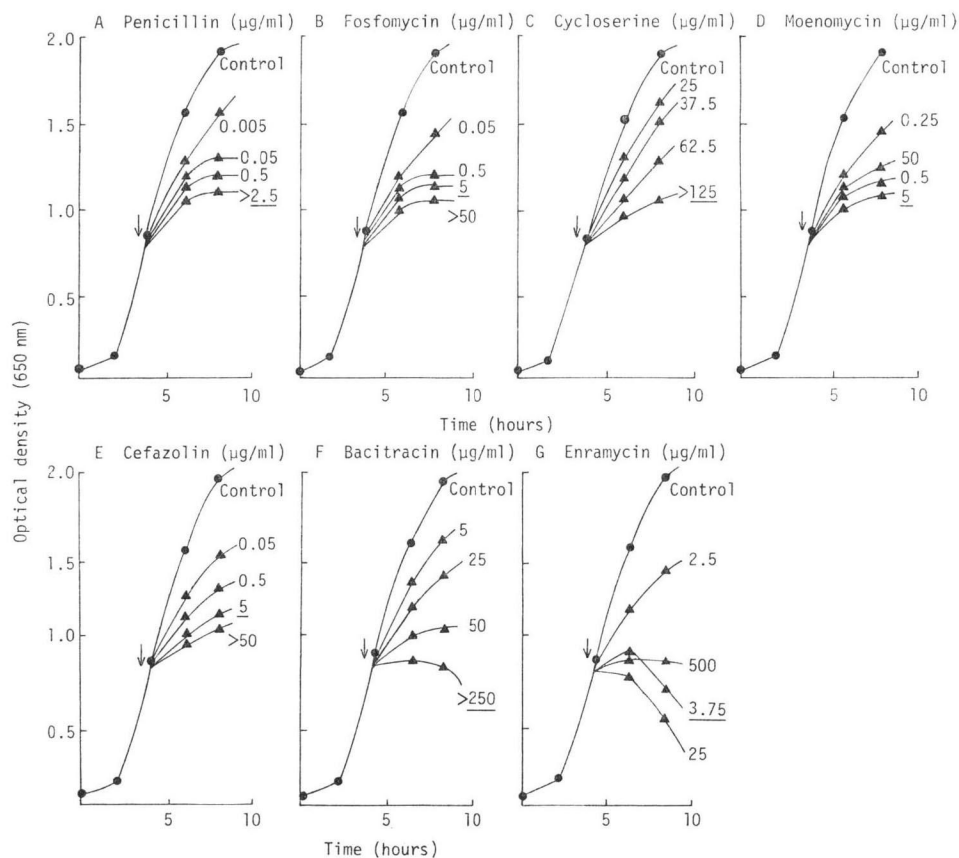 A Penicillin (µg/ml)
B Fosfomycin (µg/ml)
C Cycloserine (µg/ml)
D Moenomycin (µg/ml)
2.0
1.5
1.0
0.5
Control
0.005
0.05
0.5
>2.5
5
10
Control
0.05
0.5
5
>50
5
10
Control
25
37.5
62.5
>125
5
10
Control
0.25
50
0.5
5
5
10
Time (hours)
Optical density (650 nm)
E Cefazolin (µg/ml)
F Bacitracin (µg/ml)
G Enramycin (µg/ml)
2.0
1.5
1.0
0.5
Control
0.05
0.5
5
>50
5
10
Control
5
25
50
>250
5
10
Control
2.5
500
3.75
25
5
10
Time (hours)